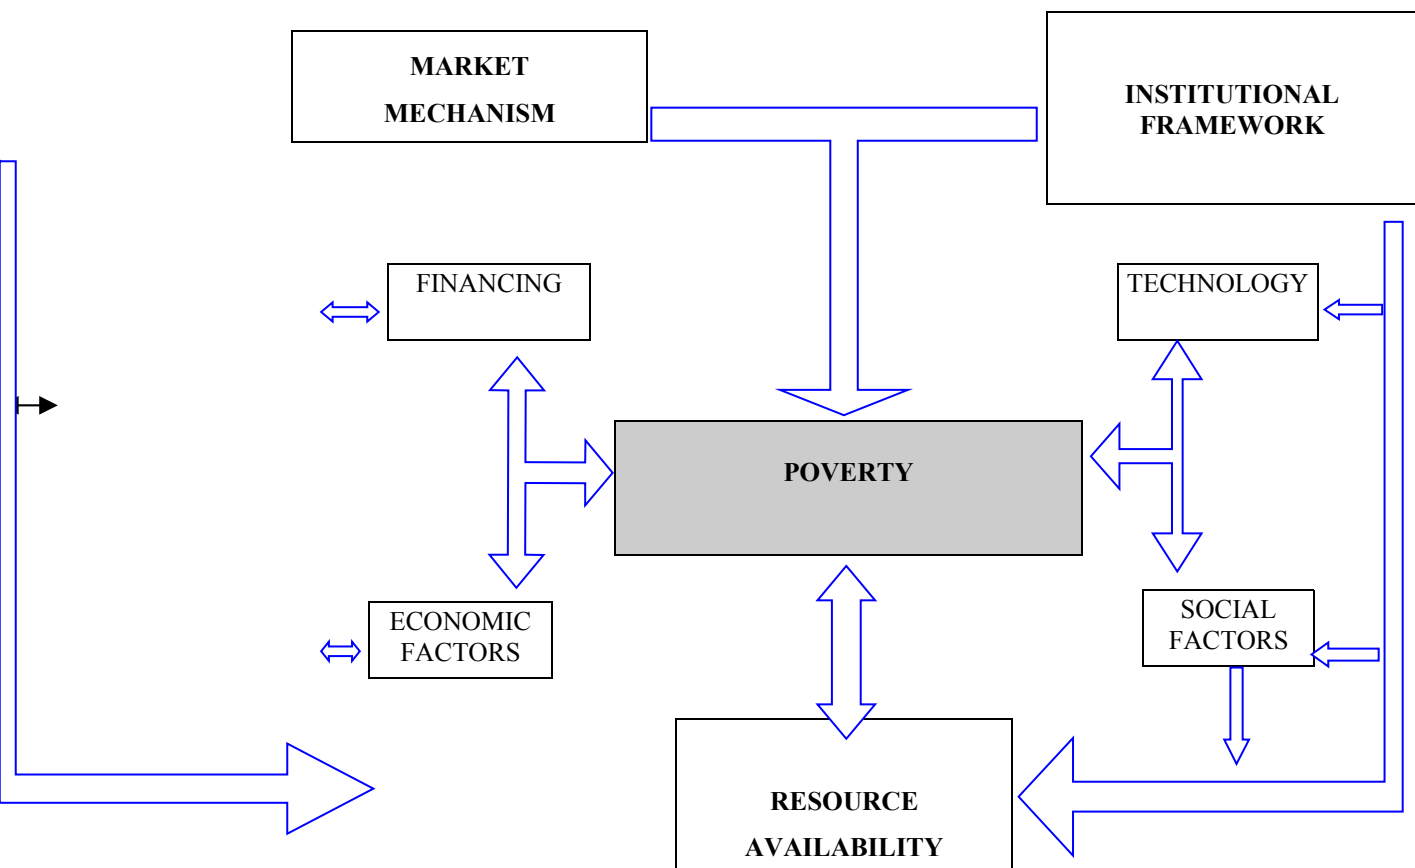 MARKET
MECHANISM
INSTITUTIONAL
FRAMEWORK
FINANCING
TECHNOLOGY
POVERTY
ECONOMIC
FACTORS
SOCIAL
FACTORS
RESOURCE
AVAILABILITY